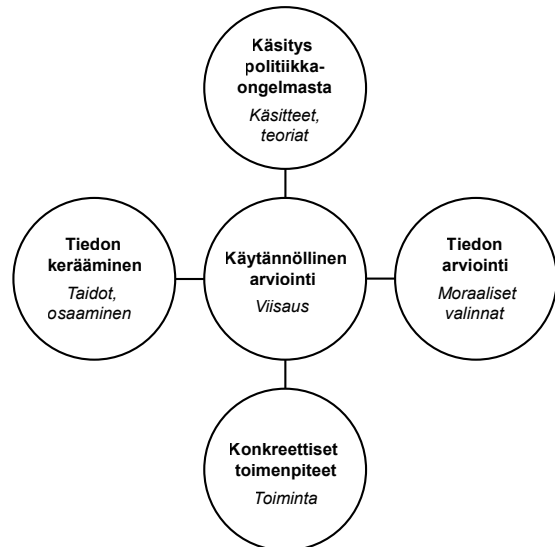 Käsitys
politiikka-
ongelmasta
Käsitteet,
teoriat
Tiedon
kerääminen
Taidot,
osaaminen
Käytännöllinen
arviointi
Viisaus
Tiedon
arviointi
Moraaliset
valinnat
Konkreettiset
toimenpiteet
Toiminta